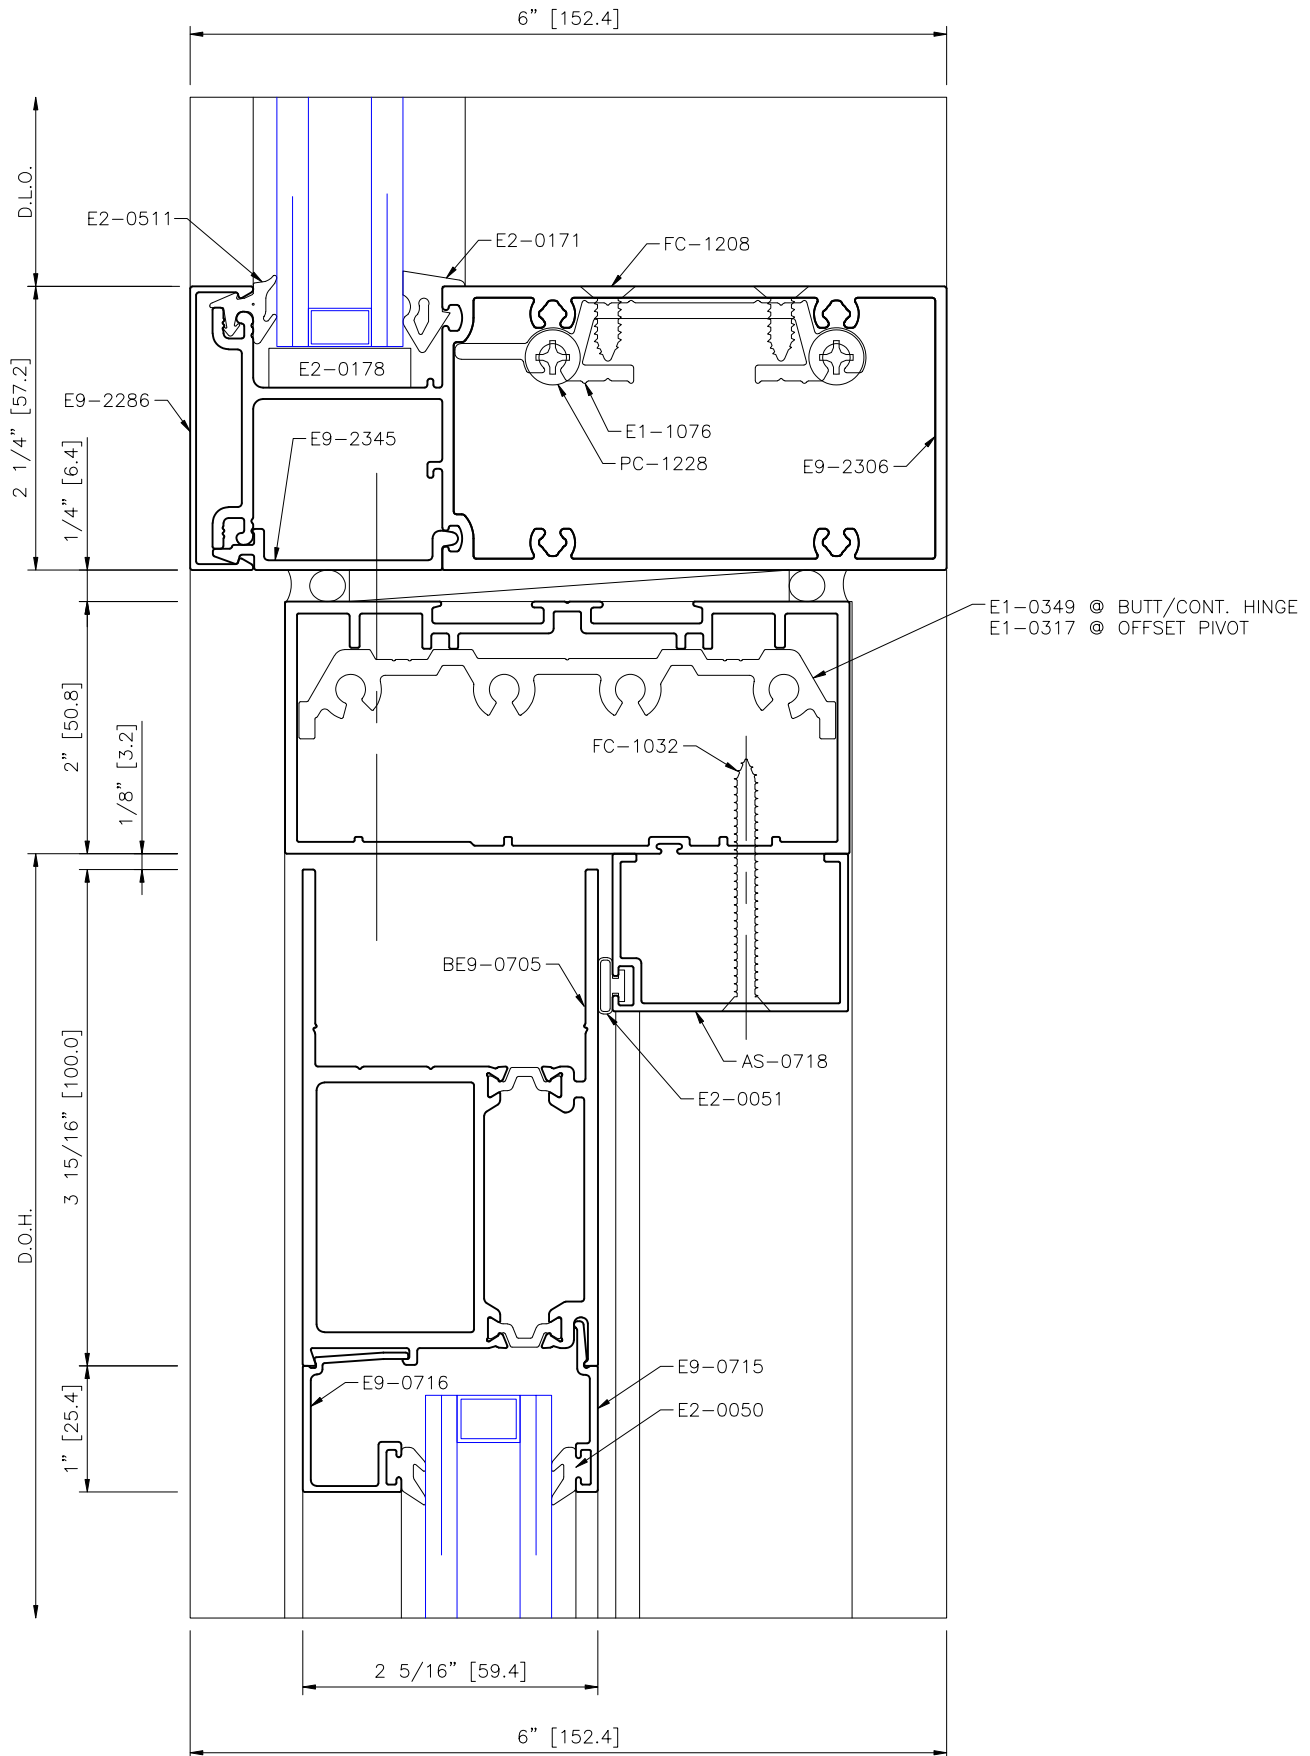 6” [152.4]
D.L.O.
E2-0511
E2-0171
FC-1208
E2-0178
2 1/4” [57.2]
E9-2286
E9-2345
E1-1076
PC-1228
E9-2306
1/4” [6.4]
E1-0349 @ BUTT/CONT. HINGE
E1-0317 @ OFFSET PIVOT
2” [50.8]
1/8” [3.2]
FC-1032
BE9-0705
AS-0718
E2-0051
3 15/16” [100.0]
D.O.H.
E9-0715
E9-0716
E2-0050
1” [25.4]
2 5/16” [59.4]
6” [152.4]